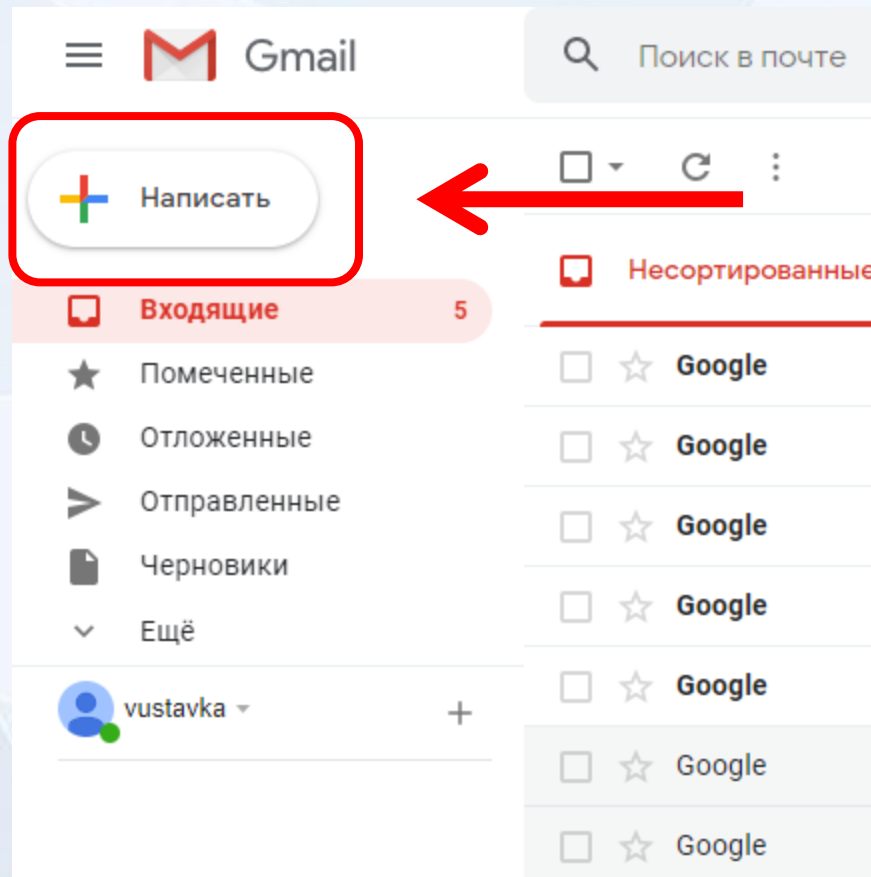 Gmail
Поиск в почте
Написать
Несортированные
Входящие 5
Помеченные
Отложенные
Отправленные
Черновики
Ещё
vustavka
Google
Google
Google
Google
Google
Google
Google